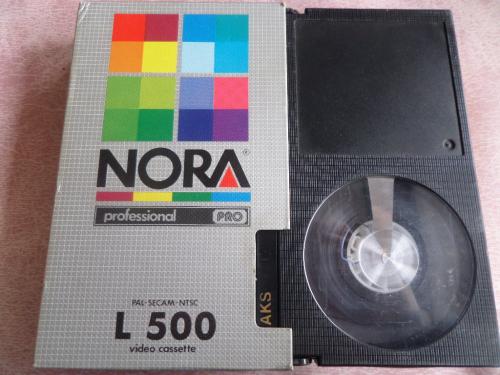 NORA
professional PRO
PAL-SECAM-NTSC
L 500
video cassette
AKS